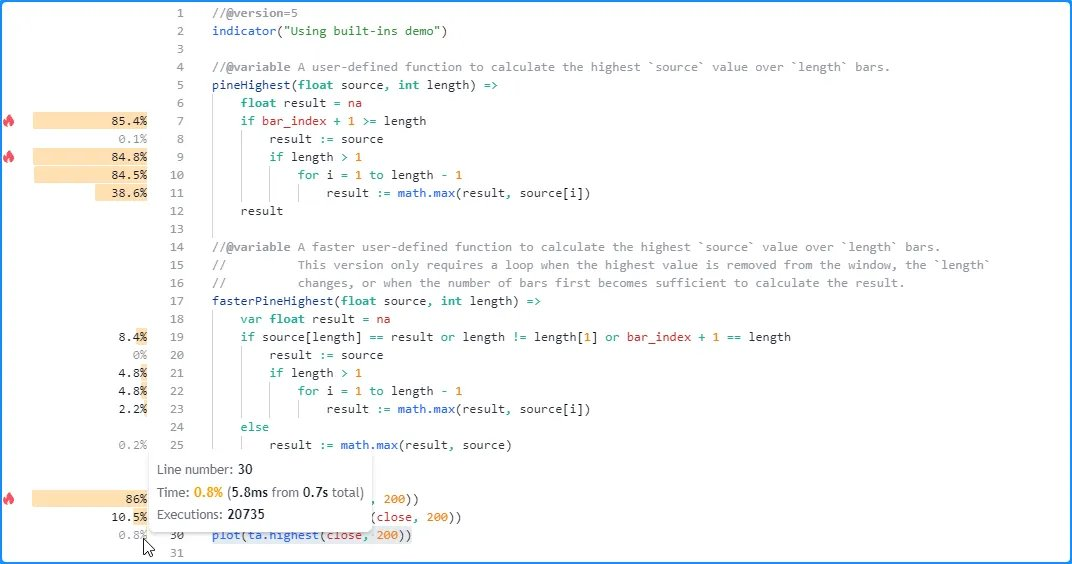 1 //@version=5
2 indicator("Using built-ins demo")
3
4 //@variable A user-defined function to calculate the highest `source` value over `length` bars.
5 pineHighest(float source, int length) =>
6 float result = na
85.4% 7 if bar_index + 1 >= length
0.1% 8 result := source
84.8% 9 if length > 1
84.5% 10 for i = 1 to length - 1
38.6% 11 result := math.max(result, source[i])
12 result
13
14 //@variable A faster user-defined function to calculate the highest `source` value over `length` bars.
15 // This version only requires a loop when the highest value is removed from the window, the `length`
16 // changes, or when the number of bars first becomes sufficient to calculate the result.
17 fasterPineHighest(float source, int length) =>
18 var float result = na
8.4% 19 if source[length] == result or length != length[1] or bar_index + 1 == length
0% 20 result := source
4.8% 21 if length > 1
4.8% 22 for i = 1 to length - 1
2.2% 23 result := math.max(result, source[i])
24 else
0.2% 25 result := math.max(result, source)
Line number: 30
Time: 0.8% (5.8ms from 0.7s total)
Executions: 20735
86% , 200))
10.5% (close, 200))
0.8% 30 plot(ta.highest(close, 200))
31